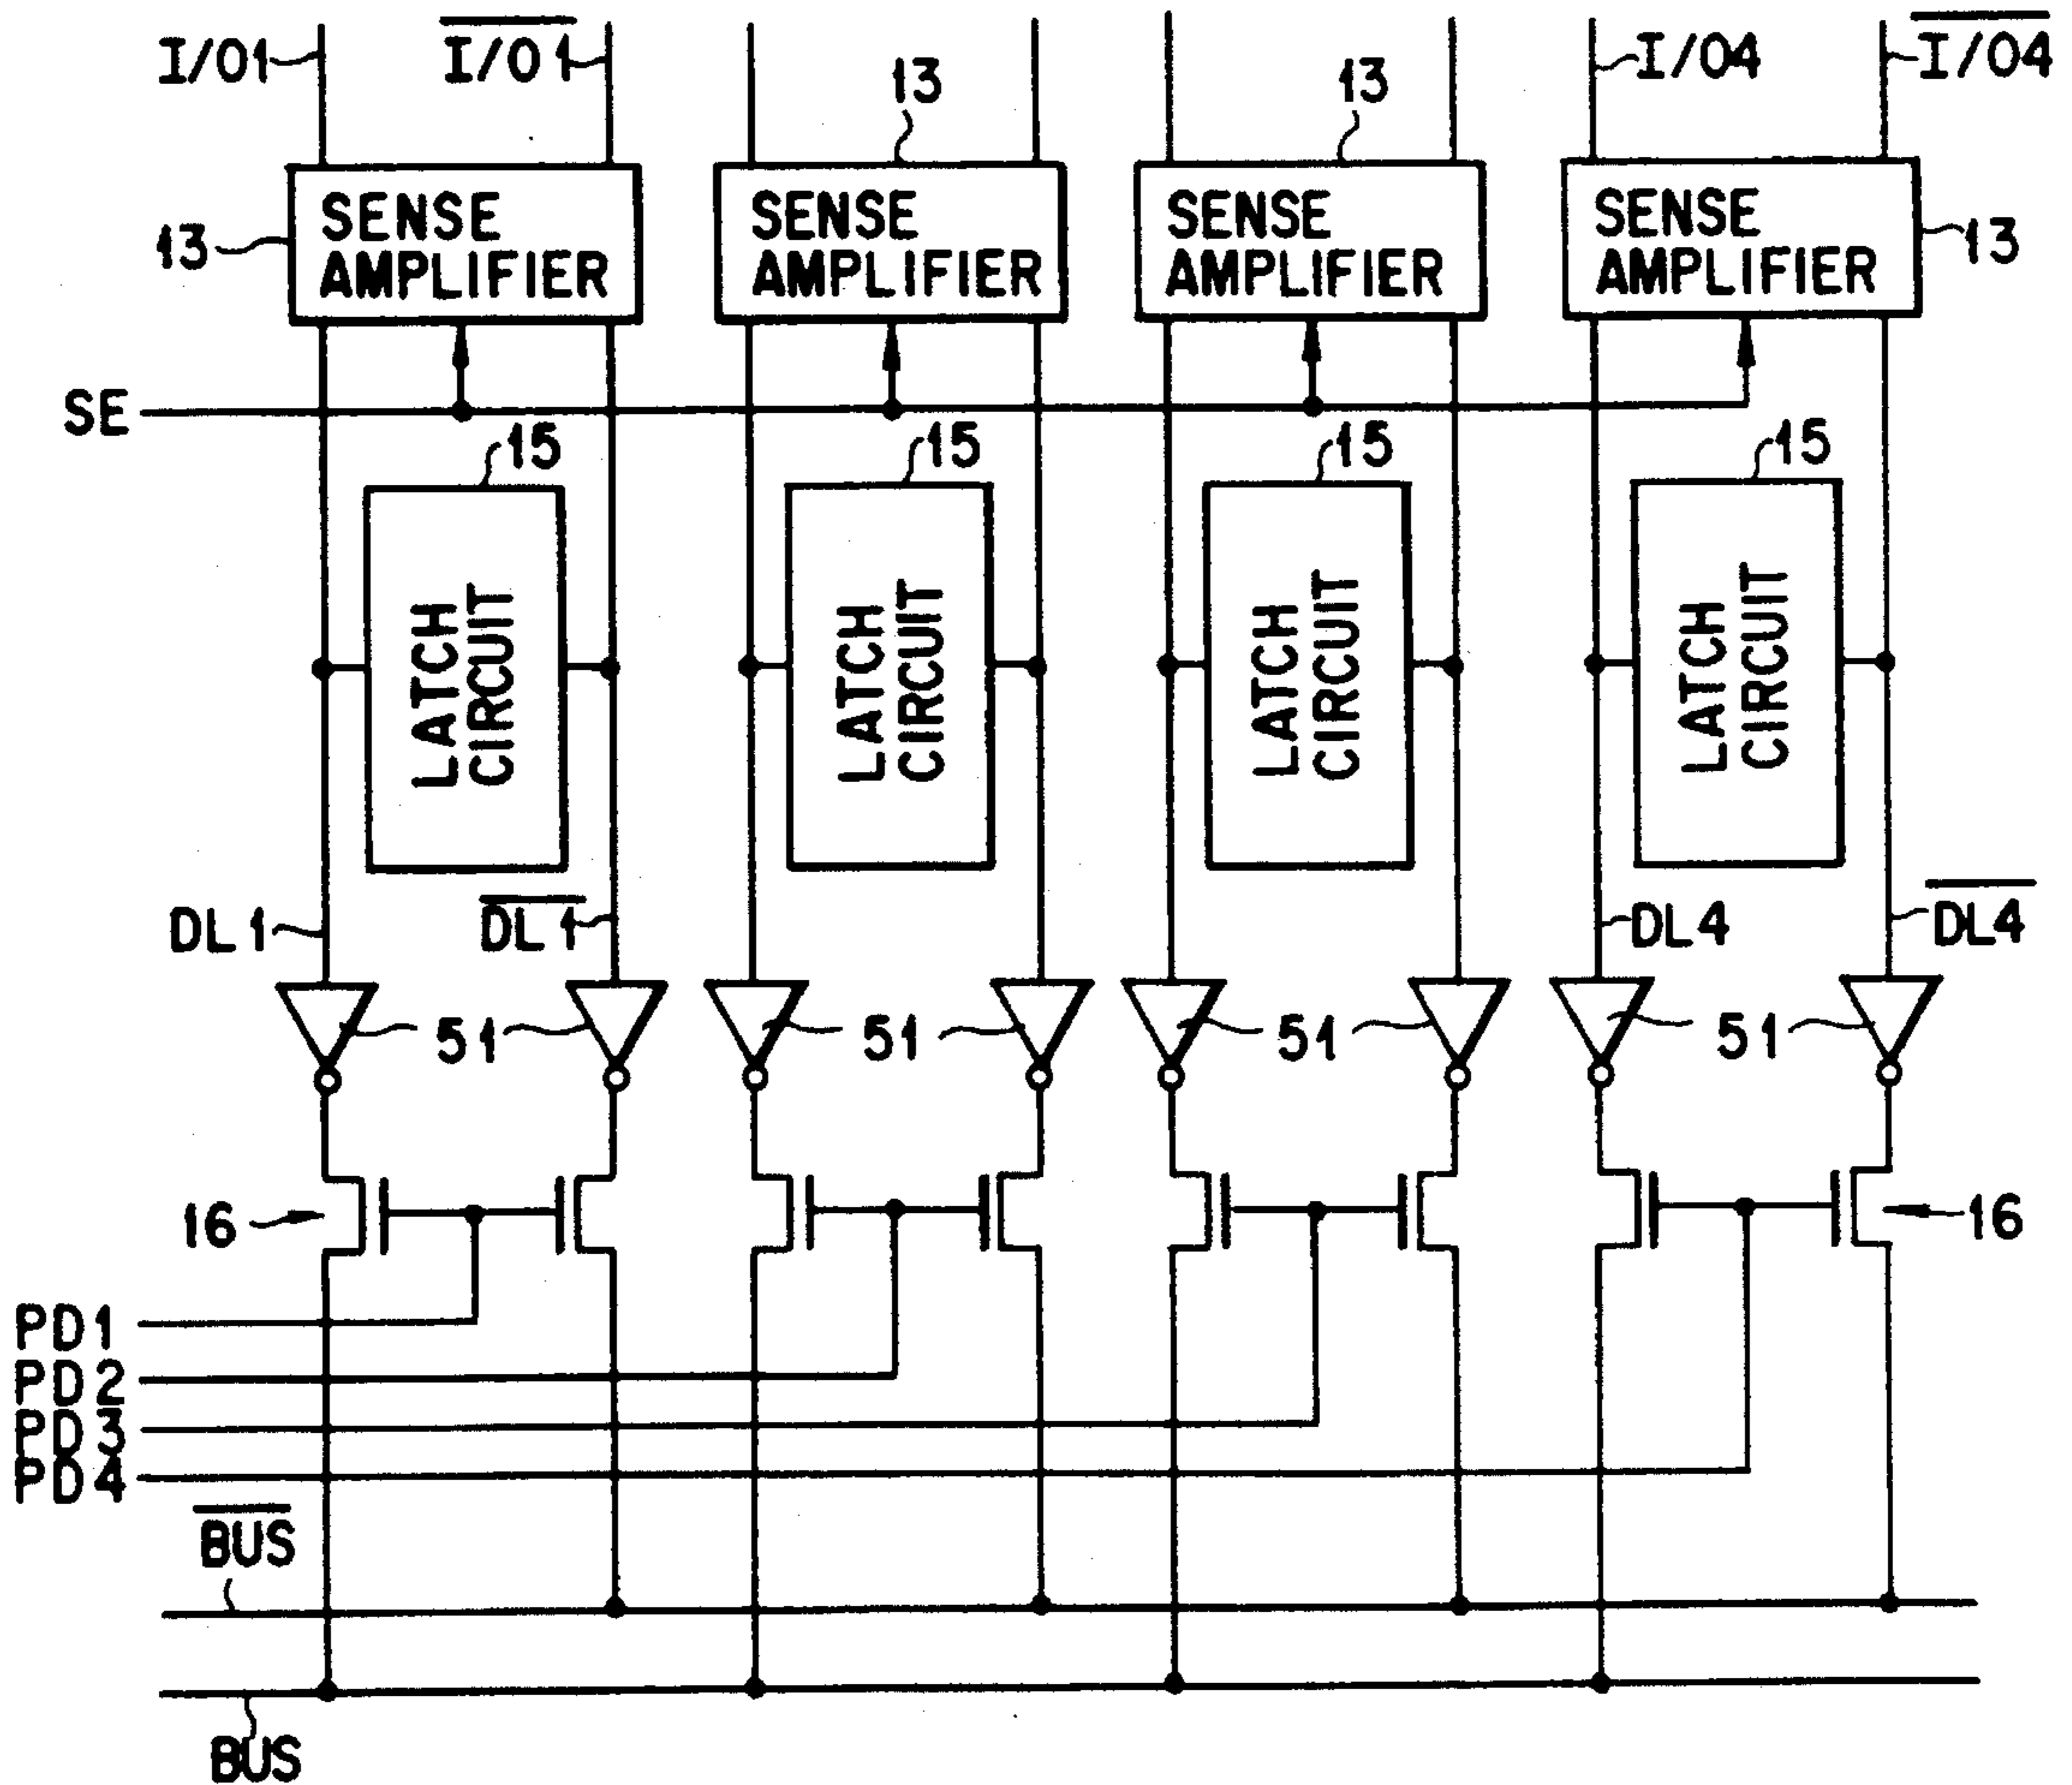 I/O1
I/O1
13
13
I/O4
I/O4
SENSE
AMPLIFIER
SENSE
AMPLIFIER
SENSE
AMPLIFIER
SENSE
AMPLIFIER
13
13
SE
15
15
15
15
LATCH
CIRCUIT
LATCH
CIRCUIT
LATCH
CIRCUIT
LATCH
CIRCUIT
DL1
DL1
DL4
DL4
51
51
51
51
16
16
PD1
PD2
PD3
PD4
BUS
BUS